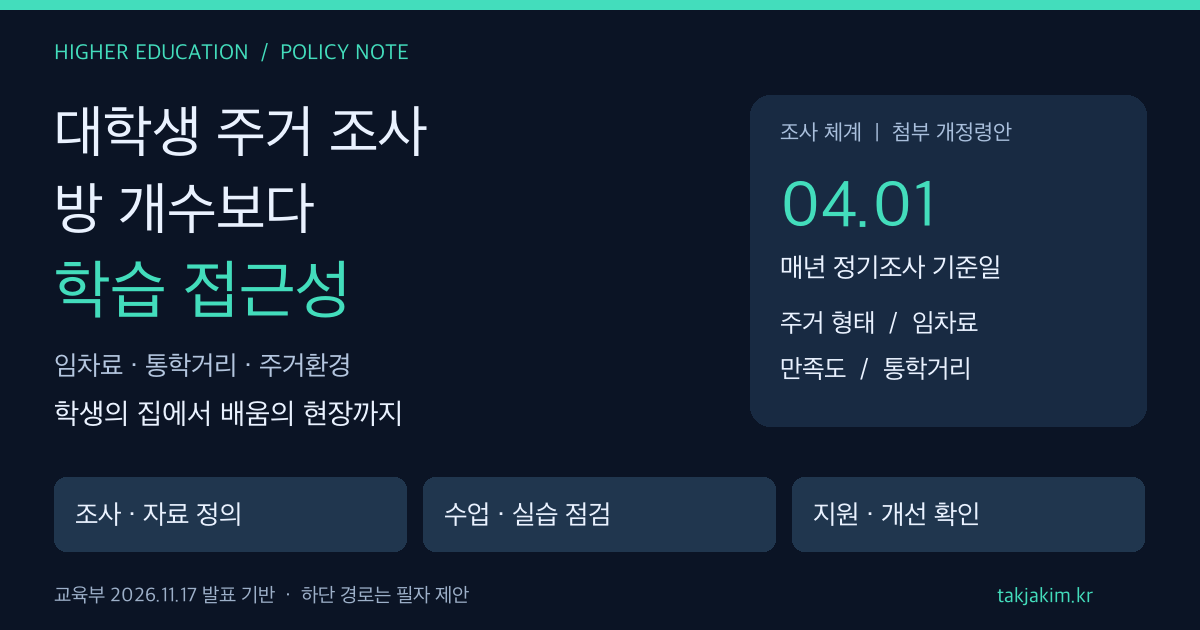 HIGHER EDUCATION / POLICY NOTE
대학생 주거 조사
방 개수보다
학습 접근성
임차료 · 통학거리 · 주거환경
학생의 집에서 배움의 현장까지
조사 체계 | 첨부 개정령안
04.01
매년 정기조사 기준일
주거 형태 / 임차료
만족도 / 통학거리
조사 · 자료 정의
수업 · 실습 점검
지원 · 개선 확인
교육부 2026.11.17 발표 기반 · 하단 경로는 필자 제안
takjakim.kr